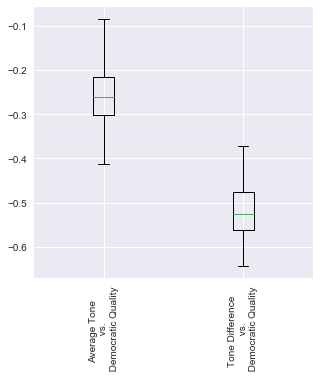 −0.1
−0.2
−0.3
−0.4
−0.5
−0.6
Average Tone
vs.
Democratic Quality
Tone Difference
vs.
Democratic Quality